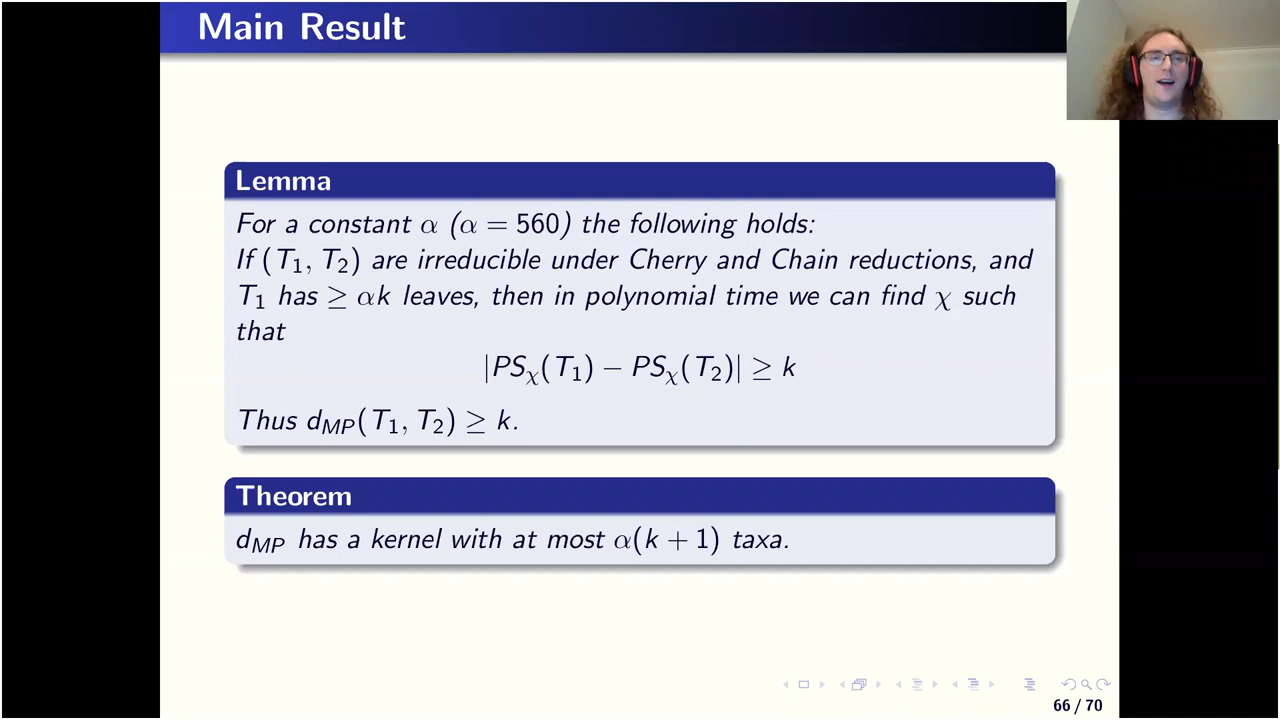 Main Result
Lemma
For a constant α (α = 560) the following holds:
If (T₁, T₂) are irreducible under Cherry and Chain reductions, and
T₁ has ≥ αk leaves, then in polynomial time we can find χ such
that
|PSχ(T₁) − PSχ(T₂)| ≥ k
Thus dMP(T₁, T₂) ≥ k.
Theorem
dMP has a kernel with at most α(k + 1) taxa.
66 / 70